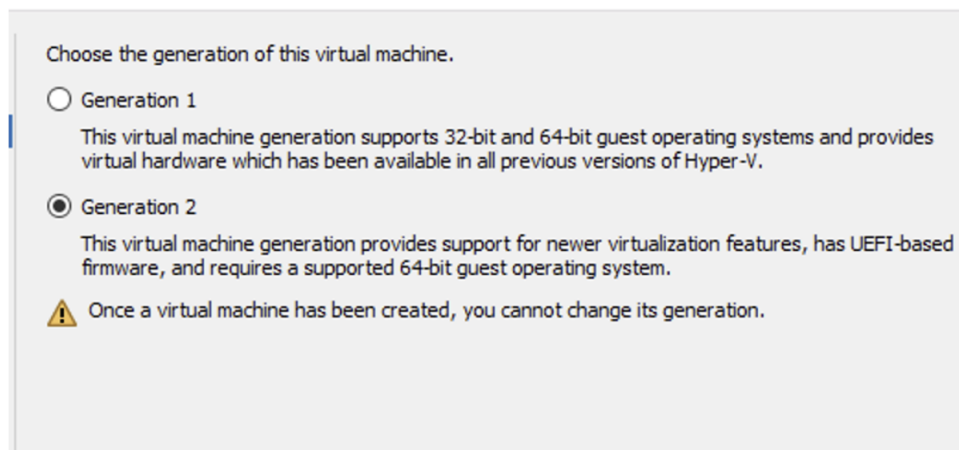 Choose the generation of this virtual machine.
Generation 1
This virtual machine generation supports 32-bit and 64-bit guest operating systems and provides
virtual hardware which has been available in all previous versions of Hyper-V.
Generation 2
This virtual machine generation provides support for newer virtualization features, has UEFI-based
firmware, and requires a supported 64-bit guest operating system.
Once a virtual machine has been created, you cannot change its generation.